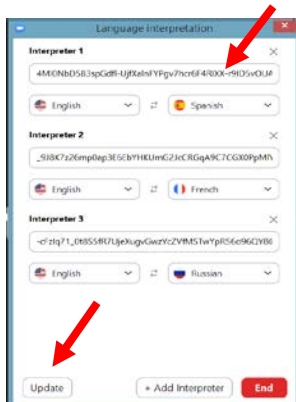 Language interpretation
Interpreter 1
English Spanish
Interpreter 2
English French
Interpreter 3
English Russian
Update + Add Interpreter End